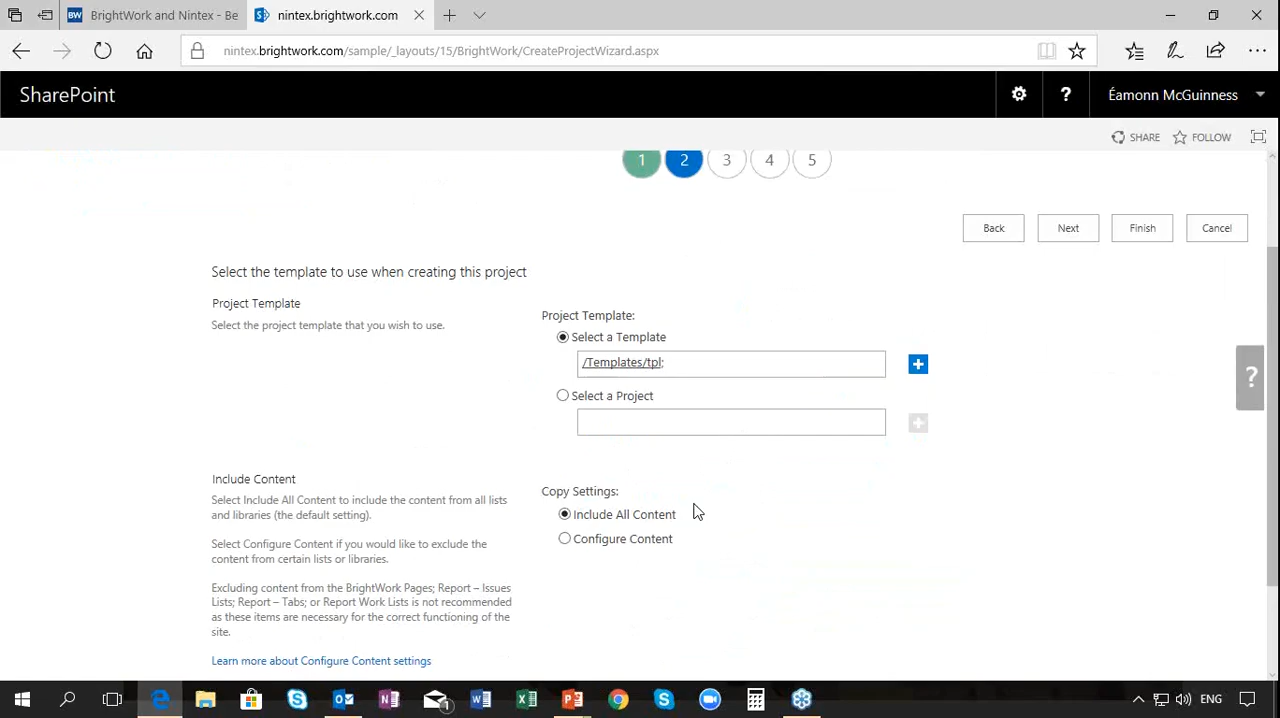 BrightWork and Nintex - Be
nintex.brightwork.com
nintex.brightwork.com/sample/_layouts/15/BrightWork/CreateProjectWizard.aspx
SharePoint
?
Éamonn McGuinness
SHARE
FOLLOW
1
2
3
4
5
Back
Next
Finish
Cancel
Select the template to use when creating this project
Project Template
Select the project template that you wish to use.
Project Template:
Select a Template
/Templates/tpl;
Select a Project
?
Include Content
Select Include All Content to include the content from all lists
and libraries (the default setting).
Select Configure Content if you would like to exclude the
content from certain lists or libraries.
Excluding content from the BrightWork Pages; Report – Issues
Lists; Report – Tabs; or Report Work Lists is not recommended
as these items are necessary for the correct functioning of the
site.
Learn more about Configure Content settings
Copy Settings:
Include All Content
Configure Content
ENG